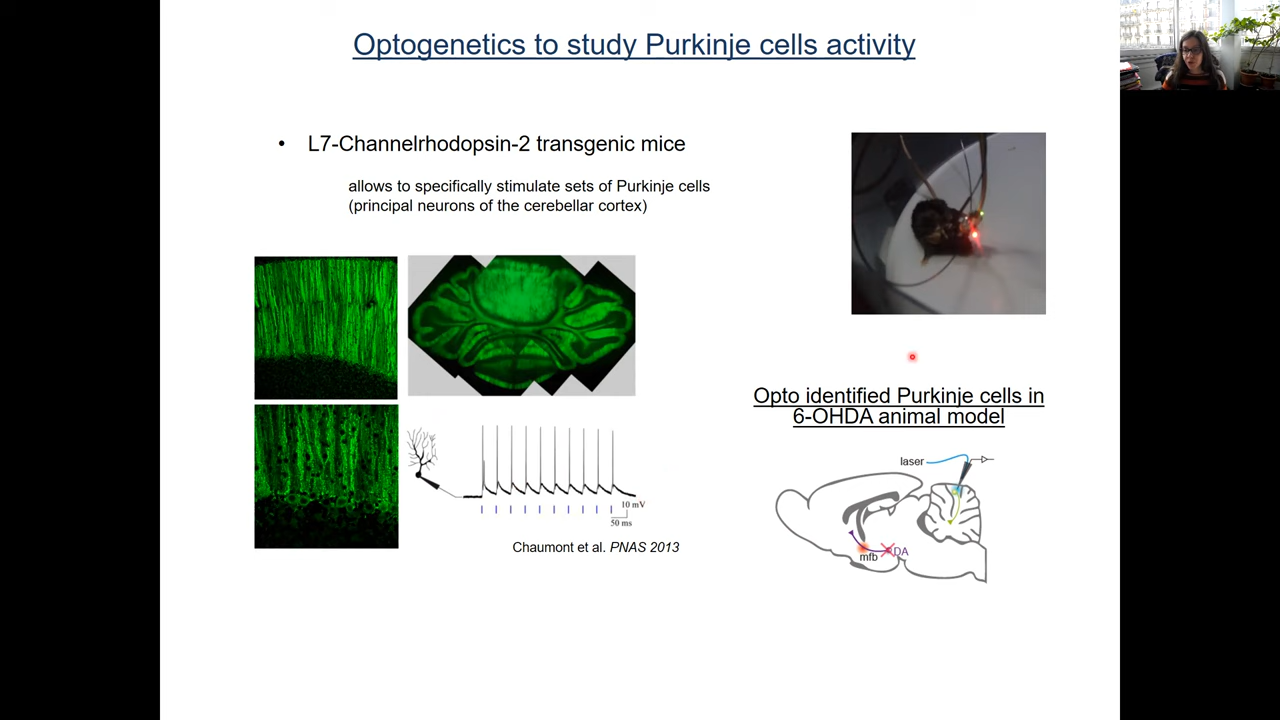 Optogenetics to study Purkinje cells activity
• L7-Channelrhodopsin-2 transgenic mice
allows to specifically stimulate sets of Purkinje cells
(principal neurons of the cerebellar cortex)
10 mV
50 ms
Chaumont et al. PNAS 2013
Opto identified Purkinje cells in
6-OHDA animal model
laser
DA
mfb